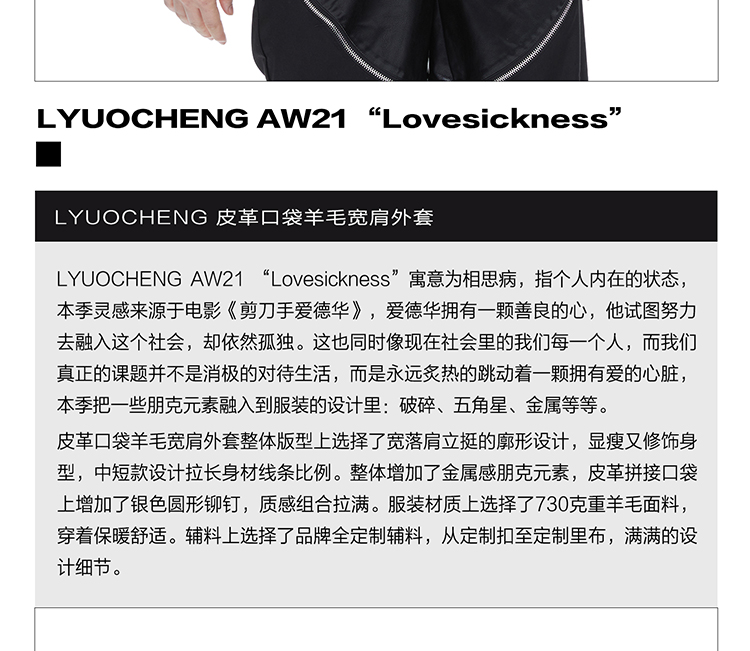 LYUOCHENG AW21 “Lovesickness”
LYUOCHENG 皮革口袋羊毛宽肩外套
LYUOCHENG AW21 “Lovesickness”寓意为相思病，指个人内在的状态，
本季灵感来源于电影《剪刀手爱德华》，爱德华拥有一颗善良的心，他试图努力
去融入这个社会，却依然孤独。这也同时像现在社会里的我们每一个人，而我们
真正的课题并不是消极的对待生活，而是永远炙热的跳动着一颗拥有爱的心脏，
本季把一些朋克元素融入到服装的设计里：破碎、五角星、金属等等。
皮革口袋羊毛宽肩外套整体版型上选择了宽落肩立挺的廓形设计，显瘦又修饰身
型，中短款设计拉长身材线条比例。整体增加了金属感朋克元素，皮革拼接口袋
上增加了银色圆形铆钉，质感组合拉满。服装材质上选择了730克重羊毛面料，
穿着保暖舒适。辅料上选择了品牌全定制辅料，从定制扣至定制里布，满满的设
计细节。